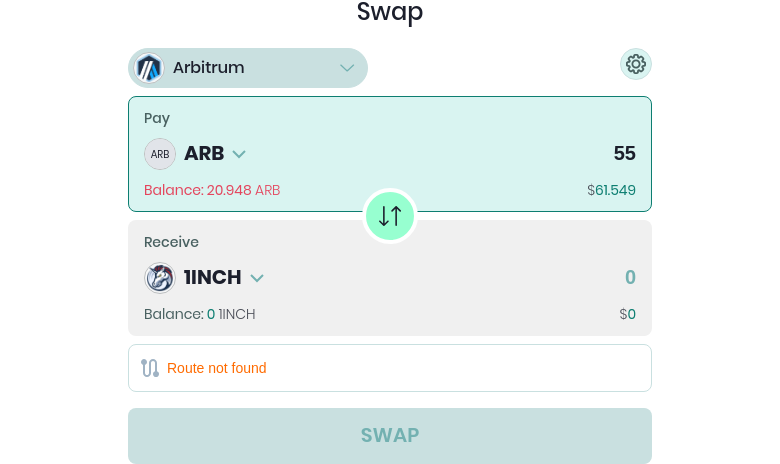 Swap
Arbitrum
Pay
ARB ARB 55
Balance: 20.948 ARB $61.549
Receive
1INCH 0
Balance: 0 1INCH $0
Route not found
SWAP